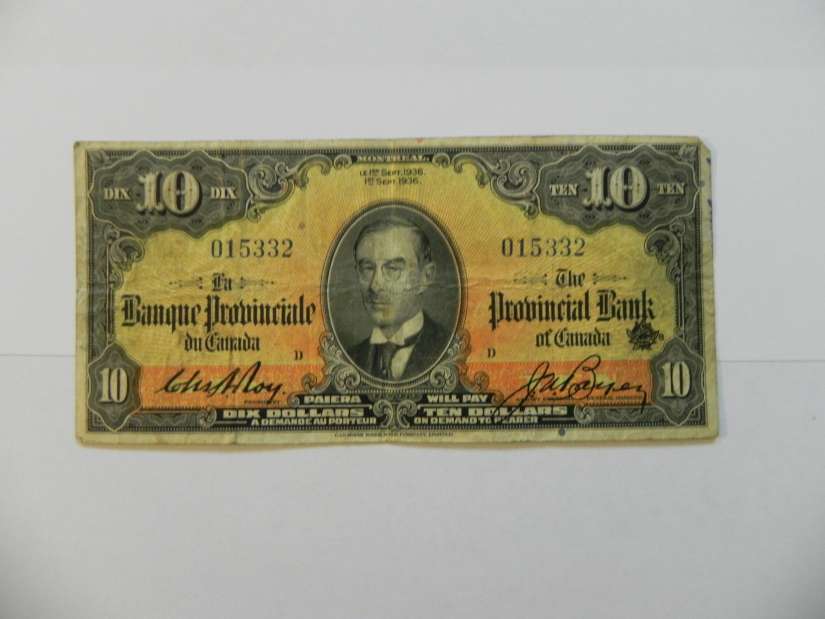 MONTREAL.
LE 1ER SEPT. 1936.
1ST SEPT. 1936.
DIX 10 DIX
TEN 10 TEN
015332
015332
La
Banque Provinciale
du Canada
The
Provincial Bank
of Canada
D
D
10
10
PAIERA
DIX DOLLARS
A DEMANDE AU PORTEUR
WILL PAY
TEN DOLLARS
ON DEMAND TO BEARER